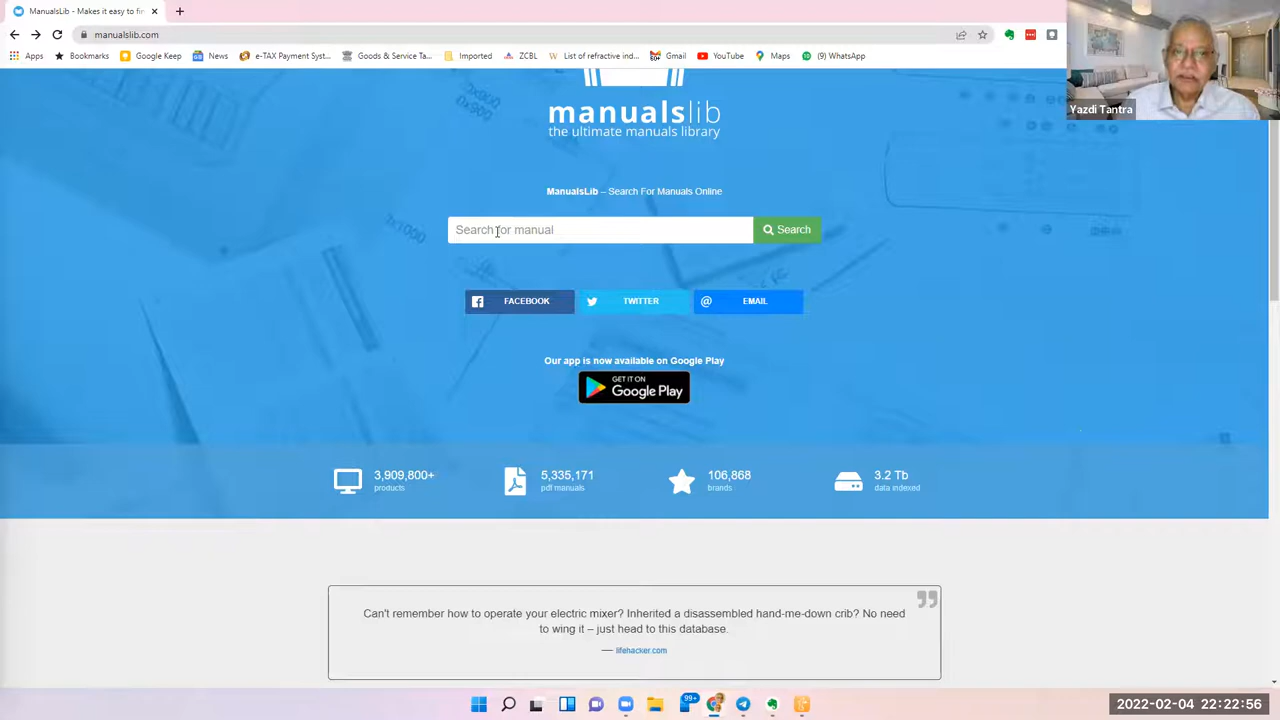 ManualsLib - Makes it easy to fin
manualslib.com
Apps
Bookmarks
Google Keep
News
e-TAX Payment Syst...
Goods & Service Ta...
Imported
ZCBL
List of refractive ind...
Gmail
YouTube
Maps
(9) WhatsApp
Yazdi Tantra
manualslib
the ultimate manuals library
ManualsLib – Search For Manuals Online
Search for manual
Search
FACEBOOK
TWITTER
EMAIL
Our app is now available on Google Play
GET IT ON
Google Play
3,909,800+
products
5,335,171
pdf manuals
106,868
brands
3.2 Tb
data indexed
Can't remember how to operate your electric mixer? Inherited a disassembled hand-me-down crib? No need
to wing it – just head to this database.
— lifehacker.com
99+
2022-02-04 22:22:56